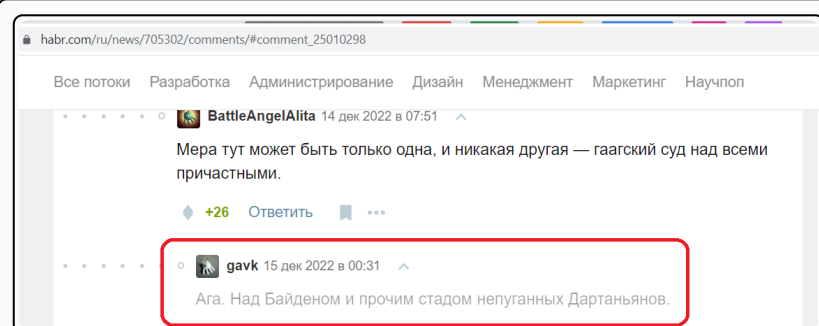 habr.com/ru/news/705302/comments/#comment_25010298
Все потоки Разработка Администрирование Дизайн Менеджмент Маркетинг Научпоп
BattleAngelAlita 14 дек 2022 в 07:51
Мера тут может быть только одна, и никакая другая — гаагский суд над всеми
причастными.
+26 Ответить
gavk 15 дек 2022 в 00:31
Ага. Над Байденом и прочим стадом непуганных Дартаньянов.